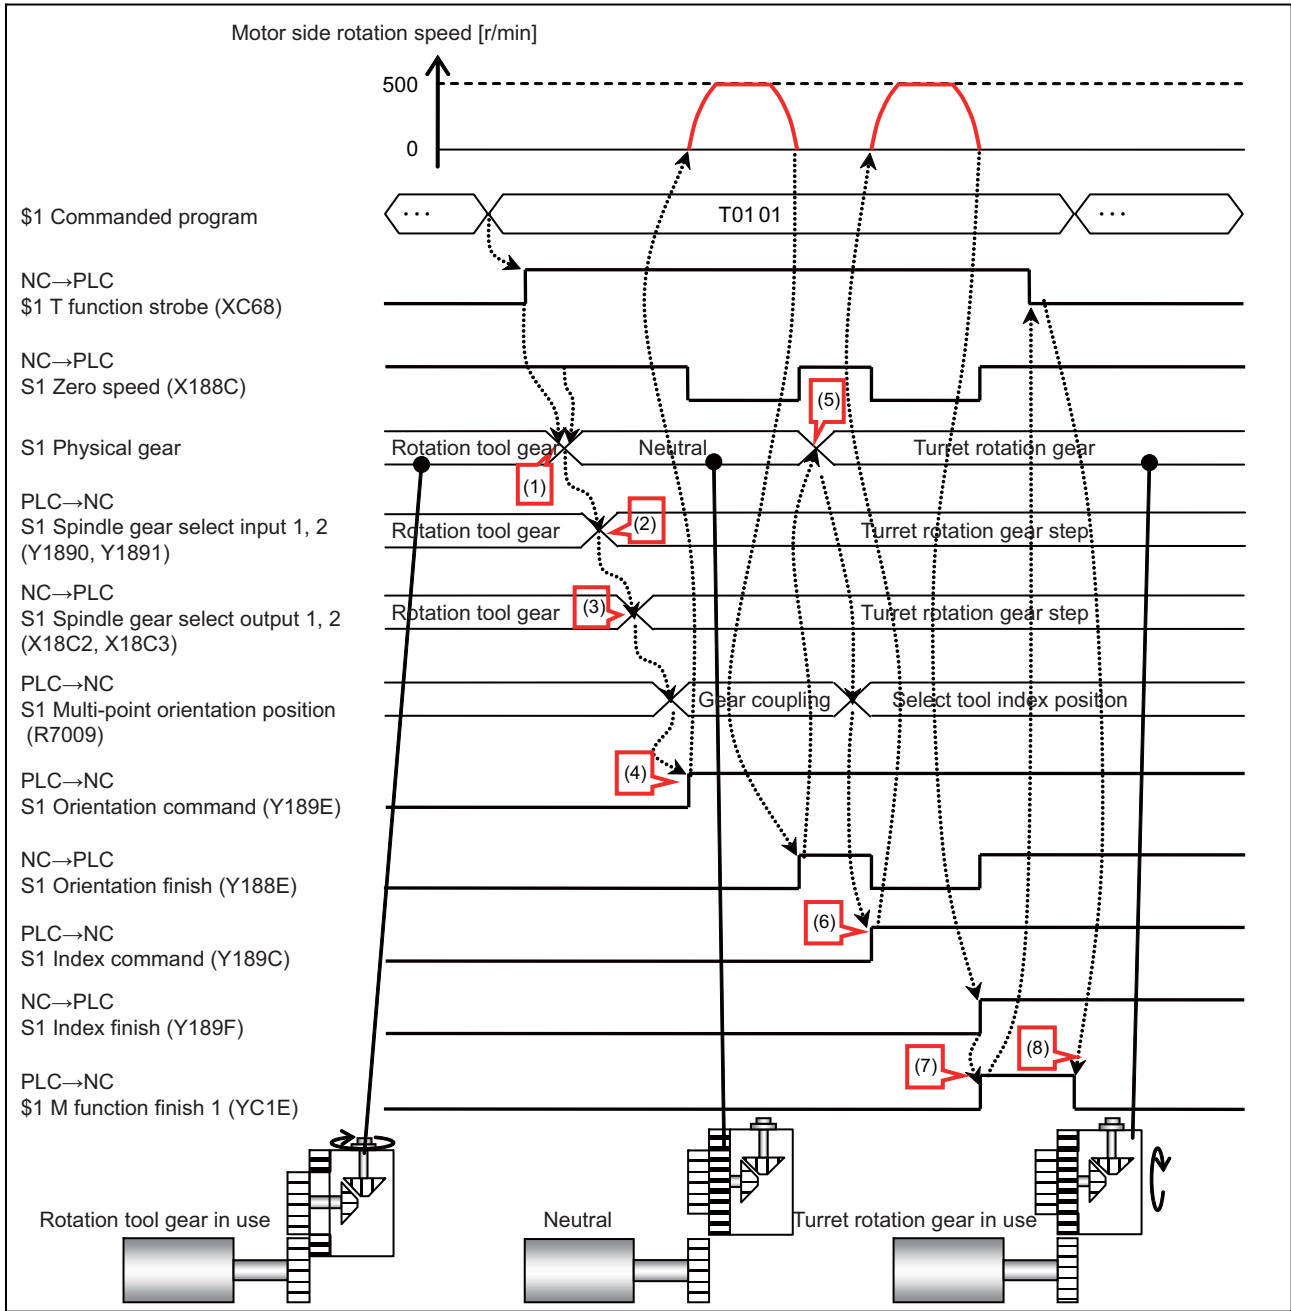 Motor side rotation speed [r/min]
500
0
$1 Commanded program
··· T01 01 ···
NC→PLC
$1 T function strobe (XC68)
NC→PLC
S1 Zero speed (X188C)
(5)
S1 Physical gear
Rotation tool gear Neutral Turret rotation gear
(1)
PLC→NC
S1 Spindle gear select input 1, 2
(Y1890, Y1891)
Rotation tool gear (2) Turret rotation gear step
NC→PLC
S1 Spindle gear select output 1, 2
(X18C2, X18C3)
Rotation tool gear (3) Turret rotation gear step
PLC→NC
S1 Multi-point orientation position
(R7009)
Gear coupling Select tool index position
(4)
PLC→NC
S1 Orientation command (Y189E)
NC→PLC
S1 Orientation finish (Y188E)
(6)
PLC→NC
S1 Index command (Y189C)
NC→PLC
S1 Index finish (Y189F)
(7) (8)
PLC→NC
$1 M function finish 1 (YC1E)
Rotation tool gear in use Neutral Turret rotation gear in use